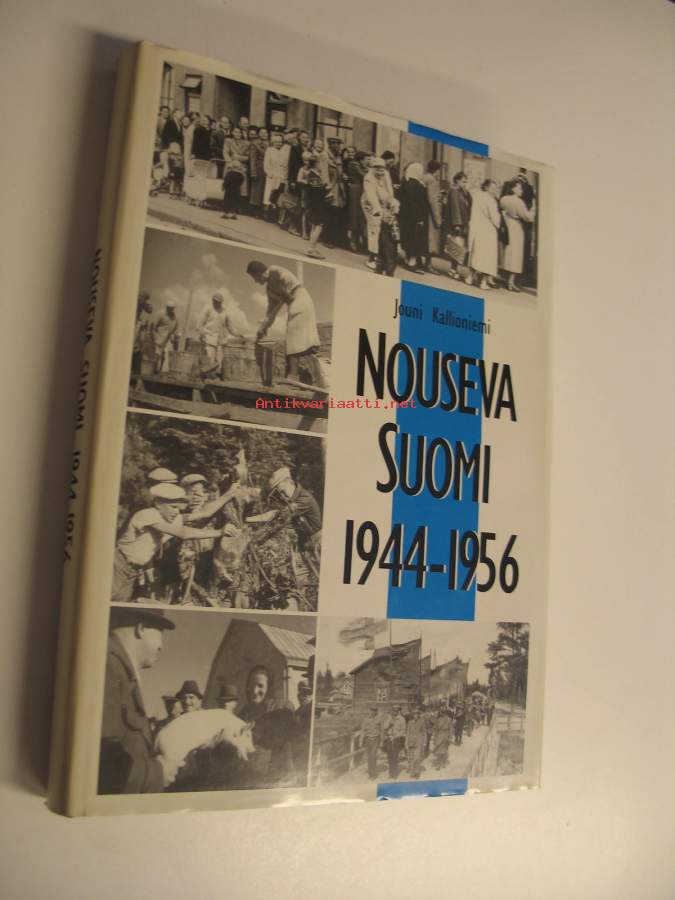 Jouni Kallioniemi
NOUSEVA
SUOMI
1944–1956
NOUSEVA SUOMI 1944-1956
Antikvariaatti.net